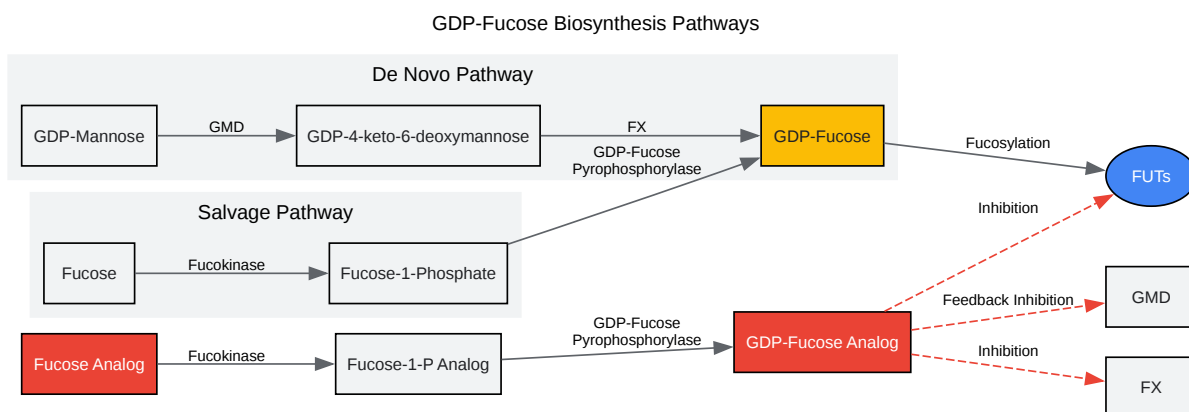 GDP-Fucose Biosynthesis Pathways
De Novo Pathway
GDP-Mannose
GMD
GDP-4-keto-6-deoxymannose
FX
GDP-Fucose
GDP-Fucose
Pyrophosphorylase
Fucosylation
FUTs
Salvage Pathway
Fucose
Fucokinase
Fucose-1-Phosphate
Inhibition
Feedback Inhibition
GMD
Fucose Analog
Fucokinase
Fucose-1-P Analog
GDP-Fucose
Pyrophosphorylase
GDP-Fucose Analog
Inhibition
FX